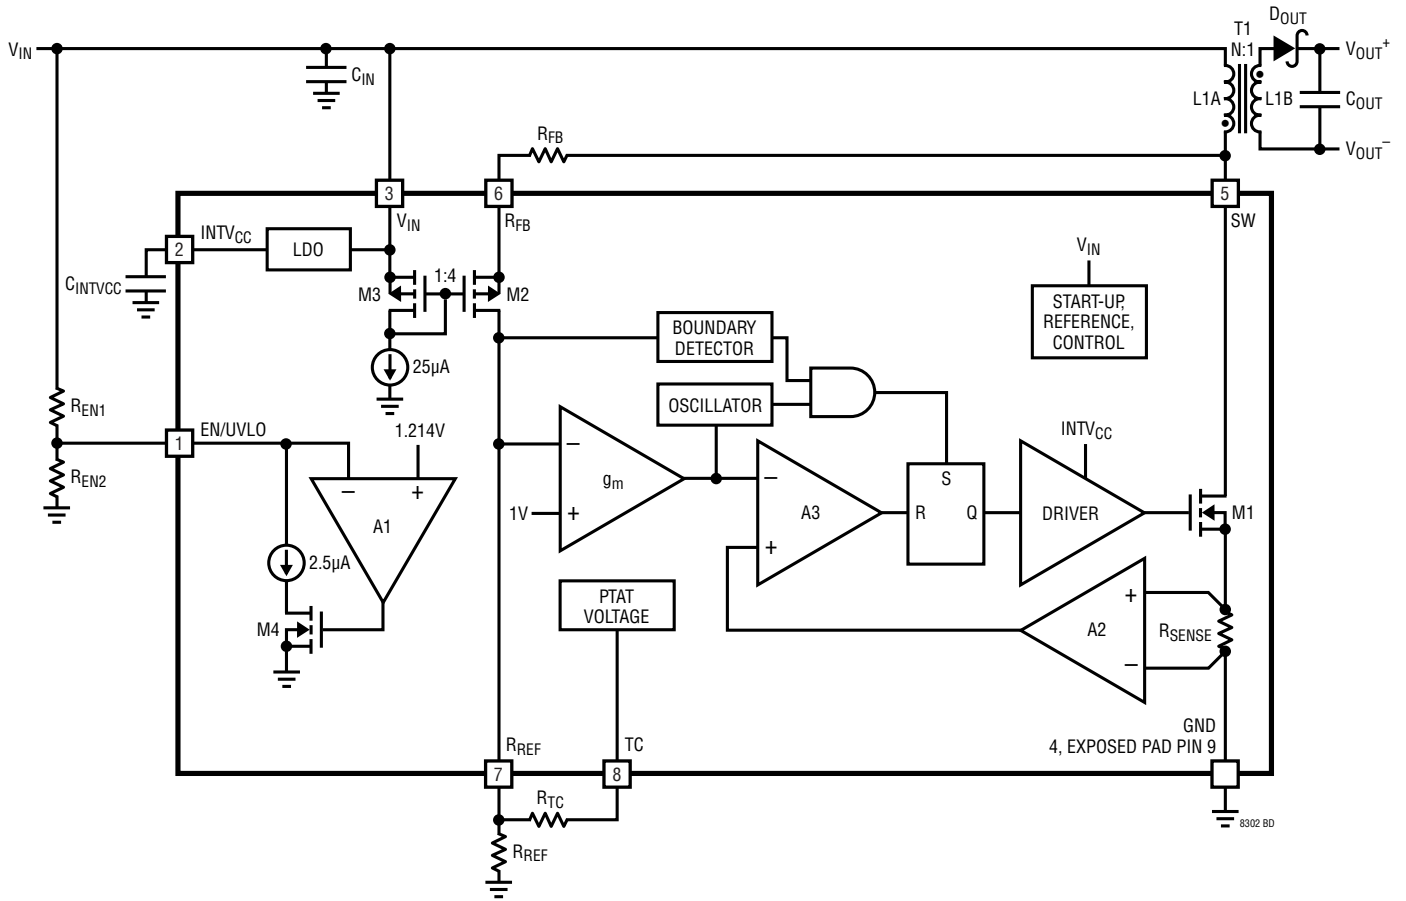 T1
N:1
DOUT
VIN
CIN
VOUT+
L1A
L1B
COUT
VOUT–
RFB
3
6
5
VIN
RFB
SW
2
INTVCC
LDO
CINTVCC
1:4
M3
M2
VIN
START-UP,
REFERENCE,
CONTROL
BOUNDARY
DETECTOR
25µA
OSCILLATOR
REN1
1
EN/UVLO
1.214V
INTVCC
REN2
–
+
A1
–
gm
1V
+
–
A3
+
S
R
Q
DRIVER
M1
2.5µA
M4
PTAT
VOLTAGE
+
A2
–
RSENSE
GND
4, EXPOSED PAD PIN 9
RREF
TC
7
8
RTC
RREF
8302 BD